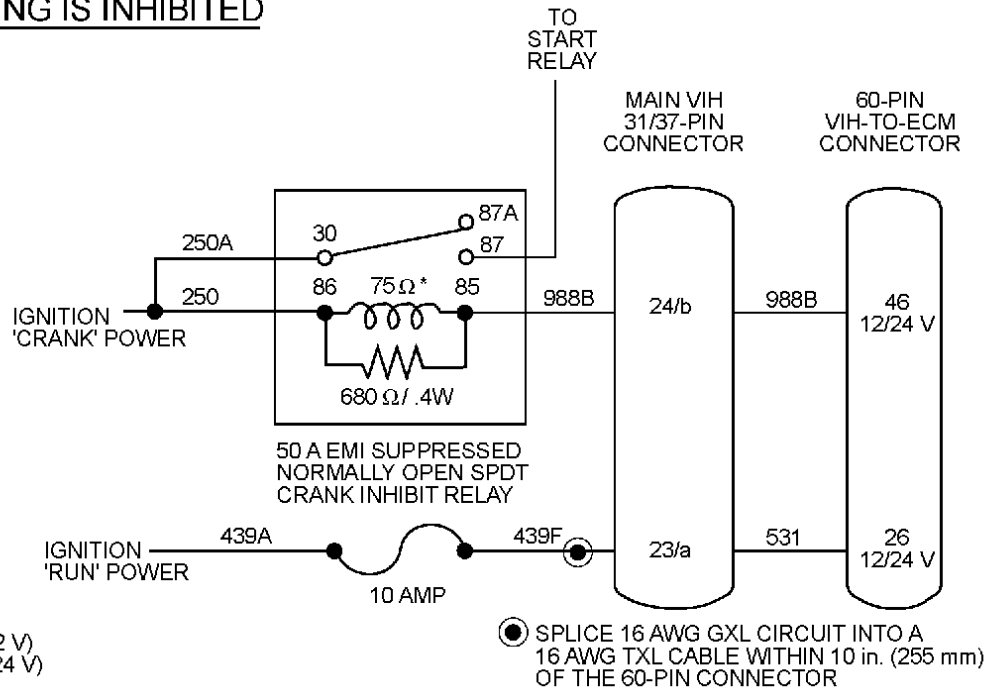 NG IS INHIBITED
TO
START
RELAY
MAIN VIH
31/37-PIN
CONNECTOR
60-PIN
VIH-TO-ECM
CONNECTOR
87A
30
87
250A
86
75 Ω *
85
250
988B
24/b
988B
46
12/24 V
IGNITION
'CRANK' POWER
680 Ω / .4W
50 A EMI SUPPRESSED
NORMALLY OPEN SPDT
CRANK INHIBIT RELAY
439A
439F
23/a
531
26
12/24 V
IGNITION
'RUN' POWER
10 AMP
2 V)
24 V)
SPLICE 16 AWG GXL CIRCUIT INTO A
16 AWG TXL CABLE WITHIN 10 in. (255 mm)
OF THE 60-PIN CONNECTOR